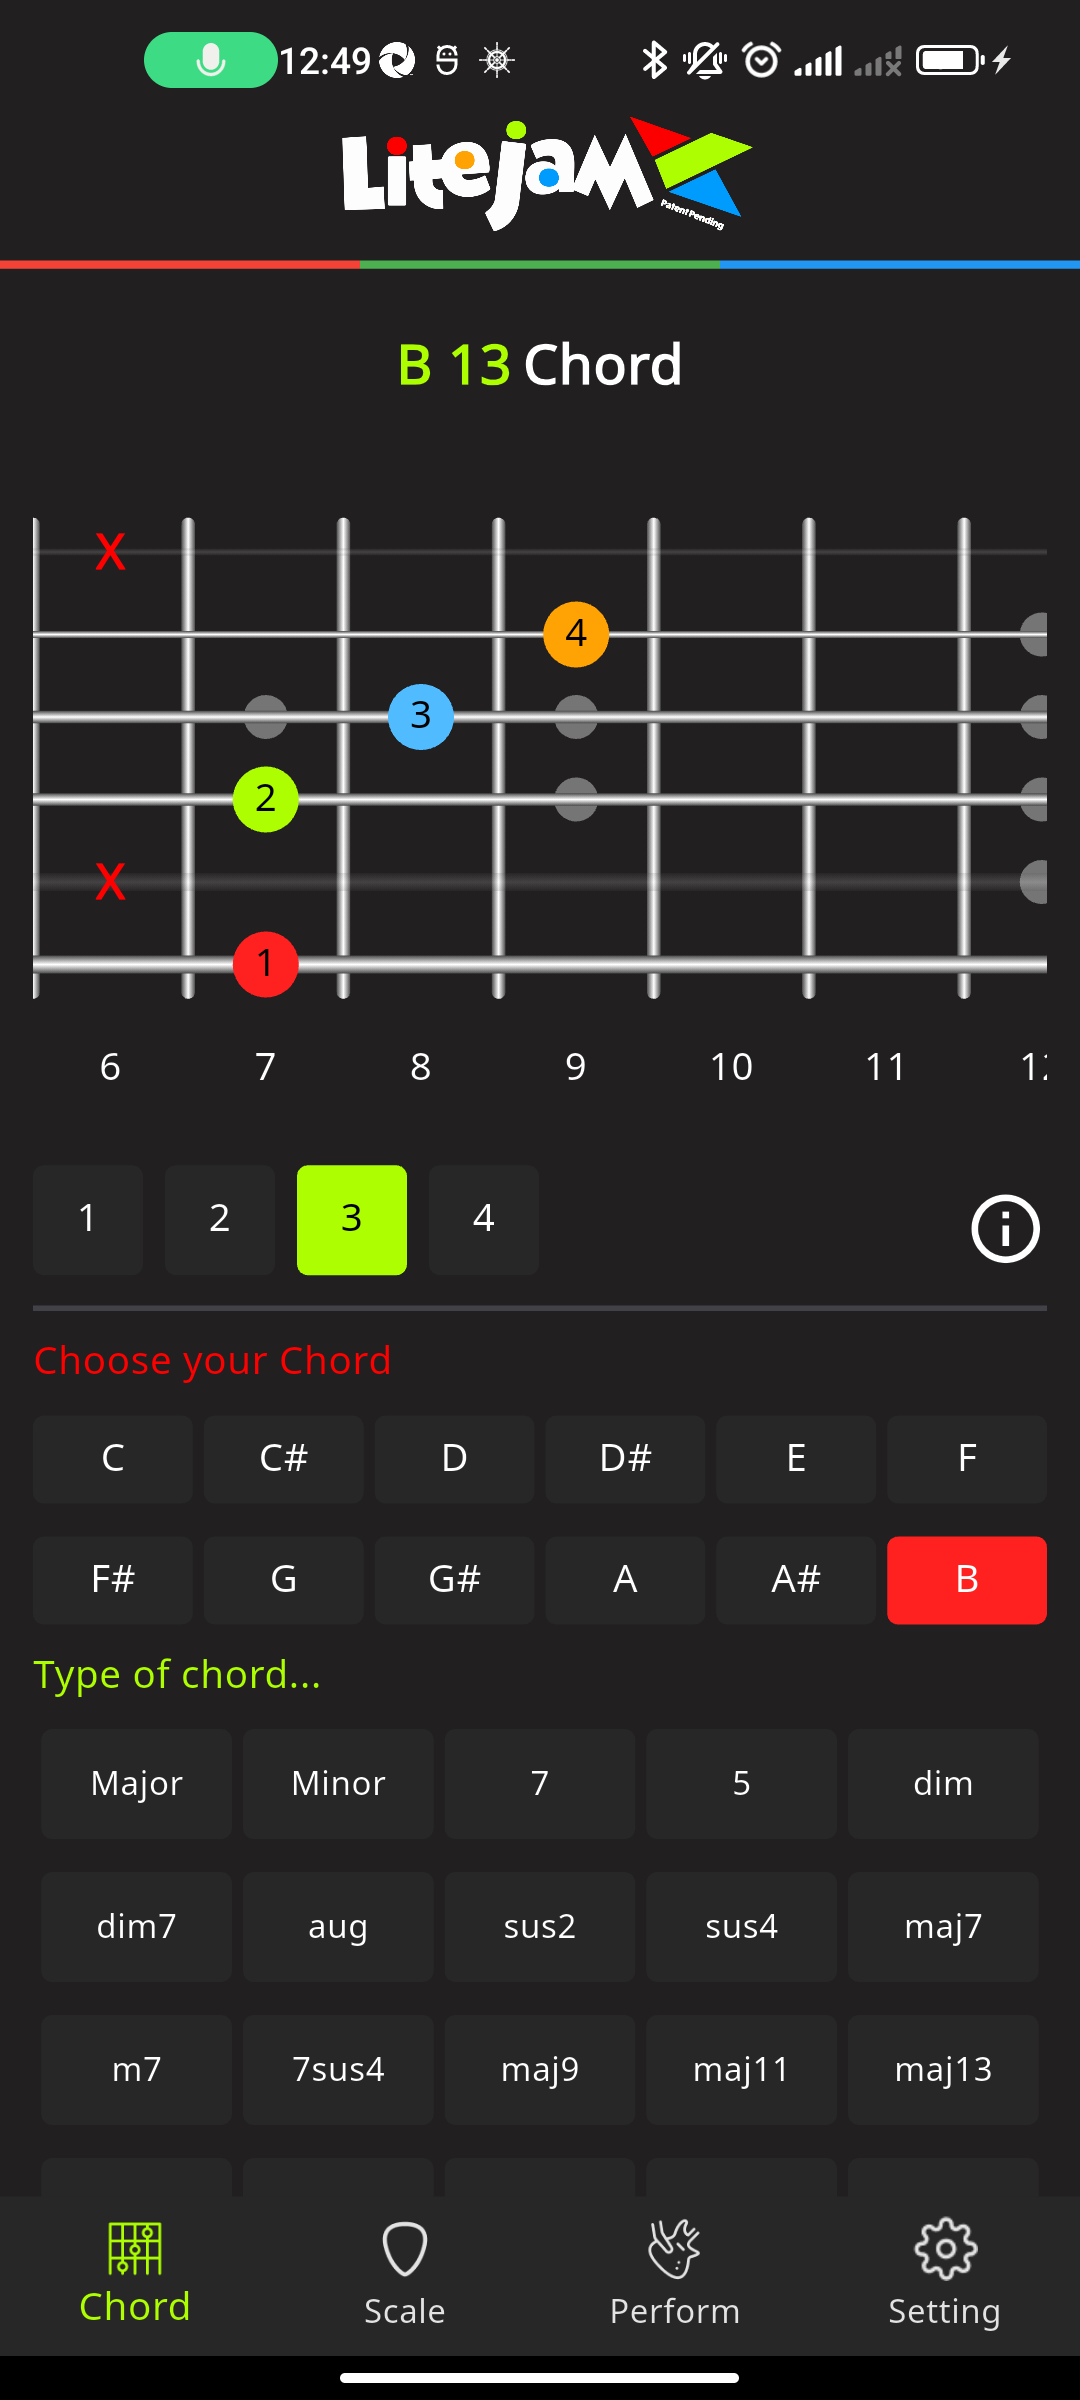 12:49
Litejam
Patent Pending
B 13 Chord
X
4
3
2
X
1
6 7 8 9 10 11
1 2 3 4
Choose your Chord
C C# D D# E F
F# G G# A A# B
Type of chord...
Major Minor 7 5 dim
dim7 aug sus2 sus4 maj7
m7 7sus4 maj9 maj11 maj13
Chord Scale Perform Setting